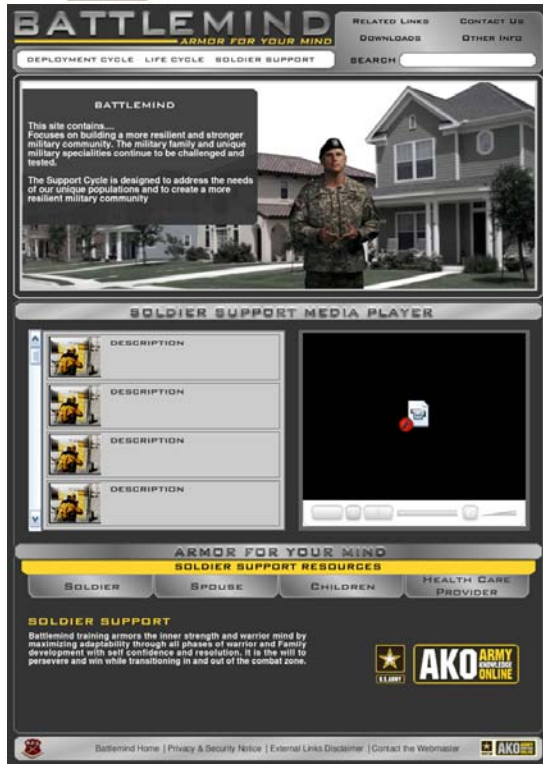 BATTLEMIND
ARMOR FOR YOUR MIND
RELATED LINKS
CONTACT US
DOWNLOADS
OTHER INFO
DEPLOYMENT CYCLE LIFE CYCLE SOLDIER SUPPORT
SEARCH
BATTLEMIND
This site contains....
Focuses on building a more resilient and stronger
military community. The military family and unique
military specialities continue to be challenged and
tested.
The Support Cycle is designed to address the needs
of our unique populations and to create a more
resilient military community
SOLDIER SUPPORT MEDIA PLAYER
DESCRIPTION
DESCRIPTION
DESCRIPTION
DESCRIPTION
ARMOR FOR YOUR MIND
SOLDIER SUPPORT RESOURCES
SOLDIER
SPOUSE
CHILDREN
HEALTH CARE
PROVIDER
SOLDIER SUPPORT
Battlemind training armors the inner strength and warrior mind by
maximizing adaptability through all phases of warrior and Family
development with self confidence and resolution. It is the will to
persevere and win while transitioning in and out of the combat zone.
U.S. ARMY
AKO ARMY
KNOWLEDGE
ONLINE
Battlemind Home | Privacy & Security Notice | External Links Disclaimer | Contact the Webmaster
AKO